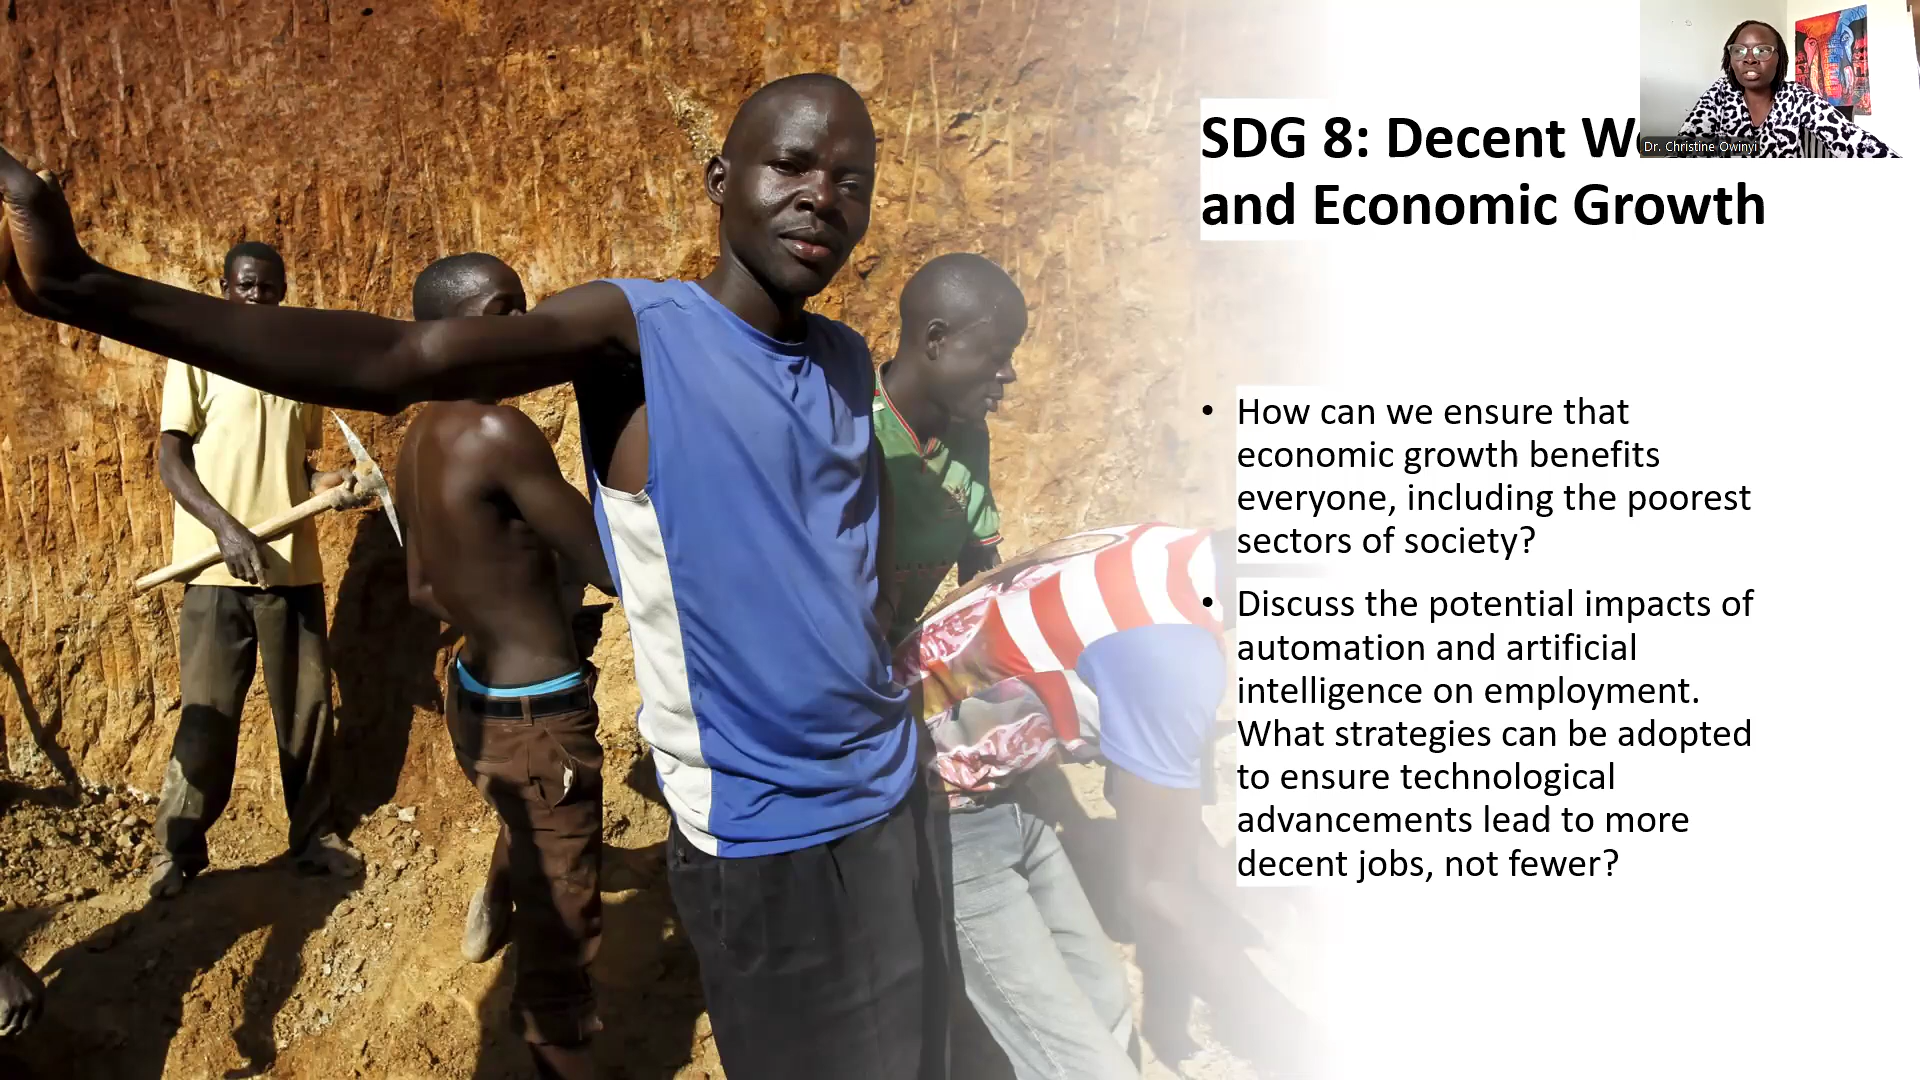 SDG 8: Decent
and Economic Growth
Dr. Christine Owinyi
• How can we ensure that
economic growth benefits
everyone, including the poorest
sectors of society?
• Discuss the potential impacts of
automation and artificial
intelligence on employment.
What strategies can be adopted
to ensure technological
advancements lead to more
decent jobs, not fewer?